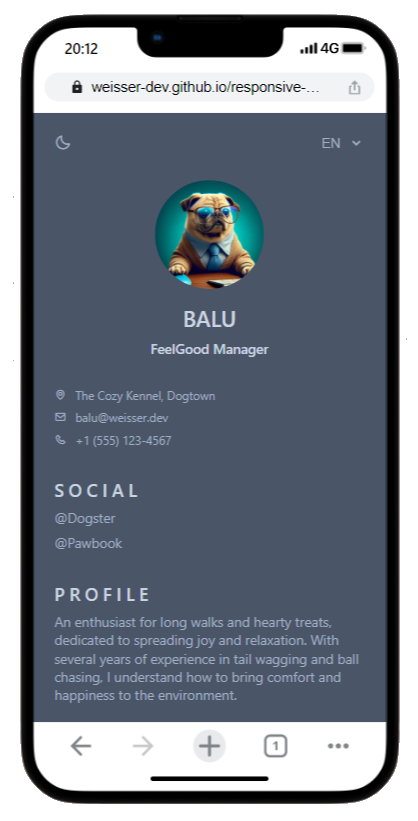 20:12
4G
weisser-dev.github.io/responsive-...
EN
BALU
FeelGood Manager
The Cozy Kennel, Dogtown
balu@weisser.dev
+1 (555) 123-4567
SOCIAL
@Dogster
@Pawbook
PROFILE
An enthusiast for long walks and hearty treats,
dedicated to spreading joy and relaxation. With
several years of experience in tail wagging and ball
chasing, I understand how to bring comfort and
happiness to the environment.
1